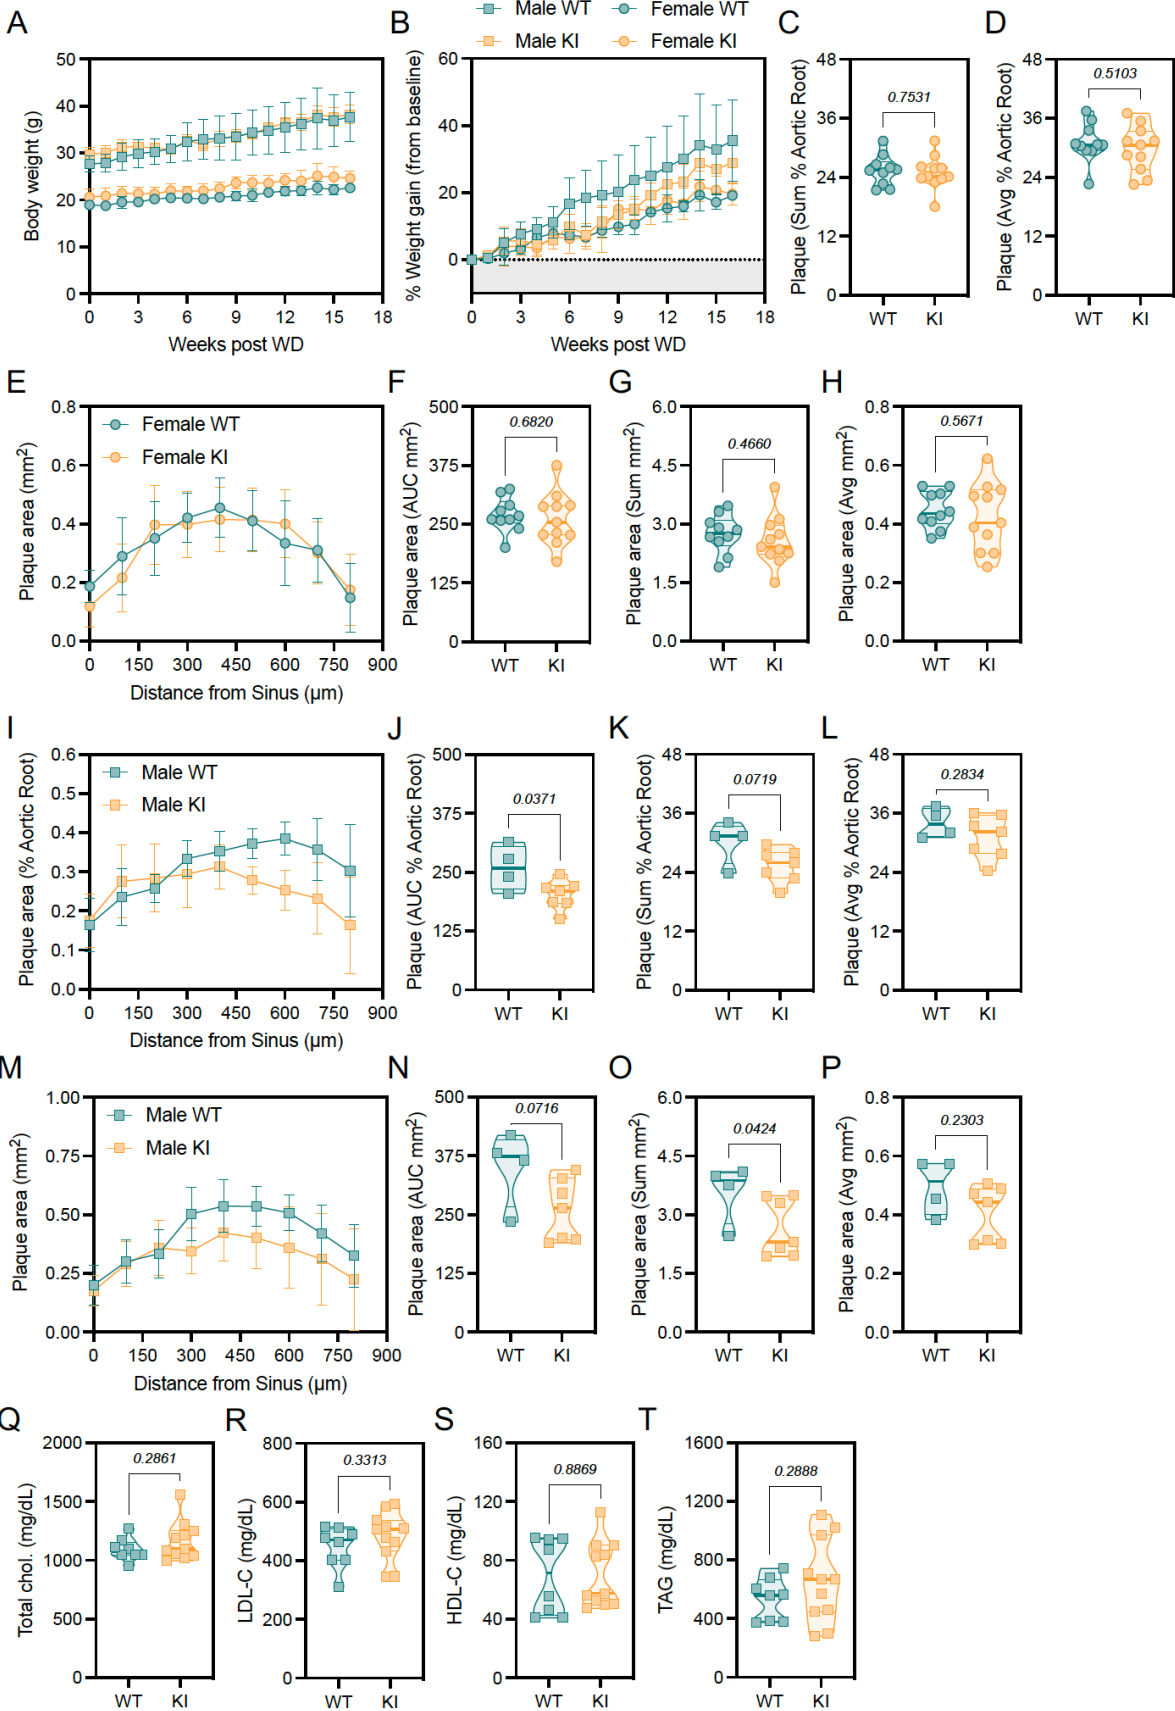 A
B
Male WT
Female WT
Male KI
Female KI
C
D
Body weight (g)
50
40
30
20
10
0
0 3 6 9 12 15 18
Weeks post WD
% Weight gain (from baseline)
60
40
20
0
0 3 6 9 12 15 18
Weeks post WD
Plaque (Sum % Aortic Root)
48
36
24
12
0
0.7531
WT KI
Plaque (Avg % Aortic Root)
48
36
24
12
0
0.5103
WT KI
E
Plaque area (mm²)
0.8
0.6
0.4
0.2
0.0
Female WT
Female KI
0 150 300 450 600 750 900
Distance from Sinus (µm)
F
Plaque area (AUC mm²)
500
375
250
125
0
0.6820
WT KI
G
Plaque area (Sum mm²)
6.0
4.5
3.0
1.5
0.0
0.4660
WT KI
H
Plaque area (Avg mm²)
0.8
0.6
0.4
0.2
0.0
0.5671
WT KI
I
Plaque area (% Aortic Root)
0.6
0.5
0.4
0.3
0.2
0.1
0.0
Male WT
Male KI
0 150 300 450 600 750 900
Distance from Sinus (µm)
J
Plaque (AUC % Aortic Root)
500
375
250
125
0
0.0371
WT KI
K
Plaque (Sum % Aortic Root)
48
36
24
12
0
0.0719
WT KI
L
Plaque (Avg % Aortic Root)
48
36
24
12
0
0.2834
WT KI
M
Plaque area (mm²)
1.00
0.75
0.50
0.25
0.00
Male WT
Male KI
0 150 300 450 600 750 900
Distance from Sinus (µm)
N
Plaque area (AUC mm²)
500
375
250
125
0
0.0716
WT KI
O
Plaque area (Sum mm²)
6.0
4.5
3.0
1.5
0.0
0.0424
WT KI
P
Plaque area (Avg mm²)
0.8
0.6
0.4
0.2
0.0
0.2303
WT KI
Q
Total chol. (mg/dL)
2000
1500
1000
500
0
0.2861
WT KI
R
LDL-C (mg/dL)
800
600
400
200
0
0.3313
WT KI
S
HDL-C (mg/dL)
160
120
80
40
0
0.8869
WT KI
T
TAG (mg/dL)
1600
1200
800
400
0
0.2888
WT KI